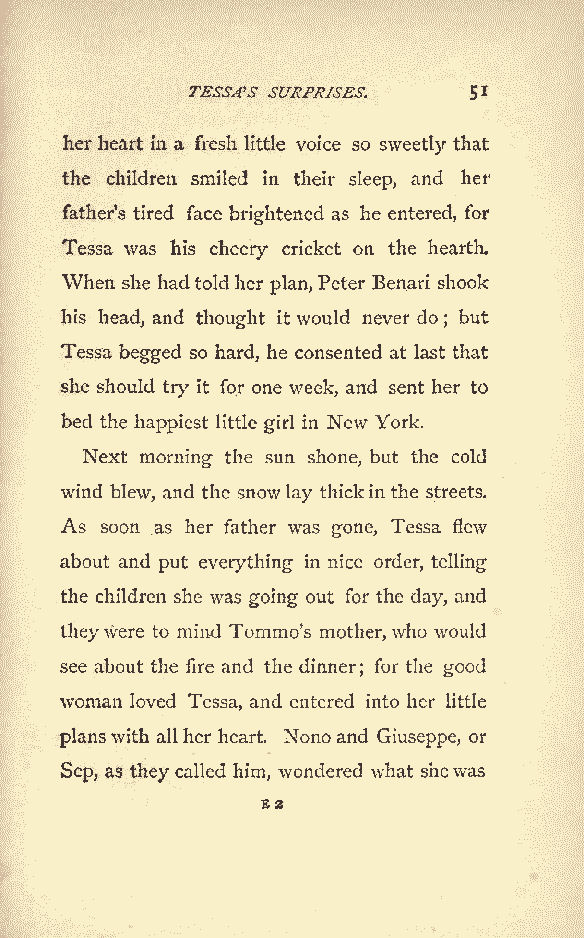 TESSA'S SURPRISES. 51
her heart in a fresh little voice so sweetly that
the children smiled in their sleep, and her
father's tired face brightened as he entered, for
Tessa was his cheery cricket on the hearth.
When she had told her plan, Peter Benari shook
his head, and thought it would never do; but
Tessa begged so hard, he consented at last that
she should try it for one week, and sent her to
bed the happiest little girl in New York.
Next morning the sun shone, but the cold
wind blew, and the snow lay thick in the streets.
As soon as her father was gone, Tessa flew
about and put everything in nice order, telling
the children she was going out for the day, and
they were to mind Tommo's mother, who would
see about the fire and the dinner; for the good
woman loved Tessa, and entered into her little
plans with all her heart. Nono and Giuseppe, or
Sep, as they called him, wondered what she was
E 2